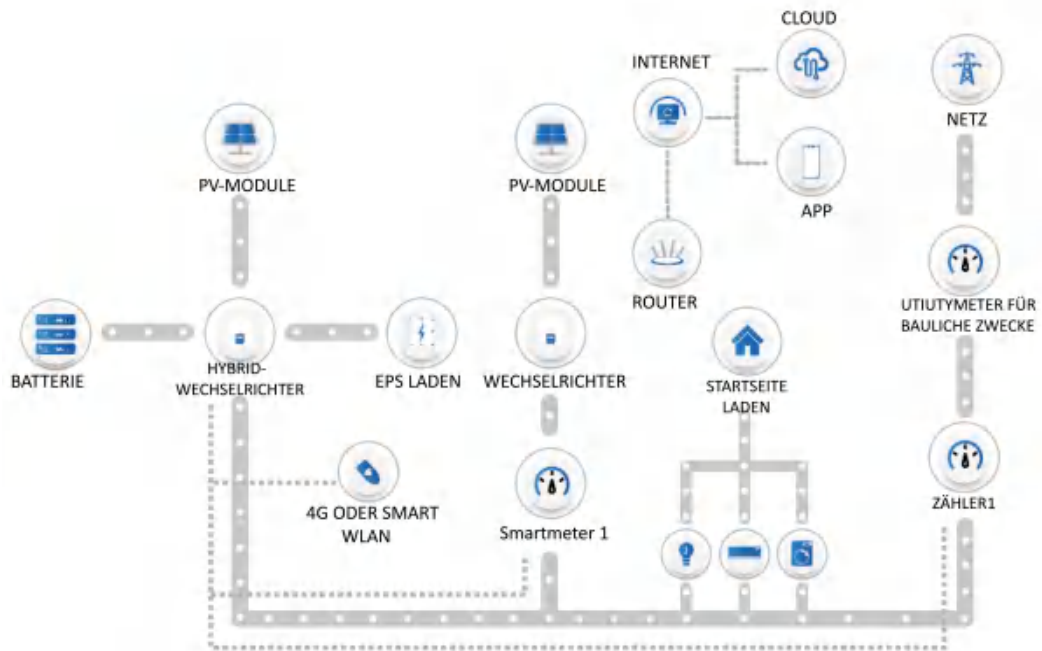 CLOUD
INTERNET
NETZ
PV-MODULE
PV-MODULE
APP
ROUTER
UTIUTYMETER FÜR
BAULICHE ZWECKE
BATTERIE
HYBRID-
WECHSELRICHTER
EPS LADEN
WECHSELRICHTER
STARTSEITE
LADEN
4G ODER SMART
WLAN
Smartmeter 1
ZÄHLER1